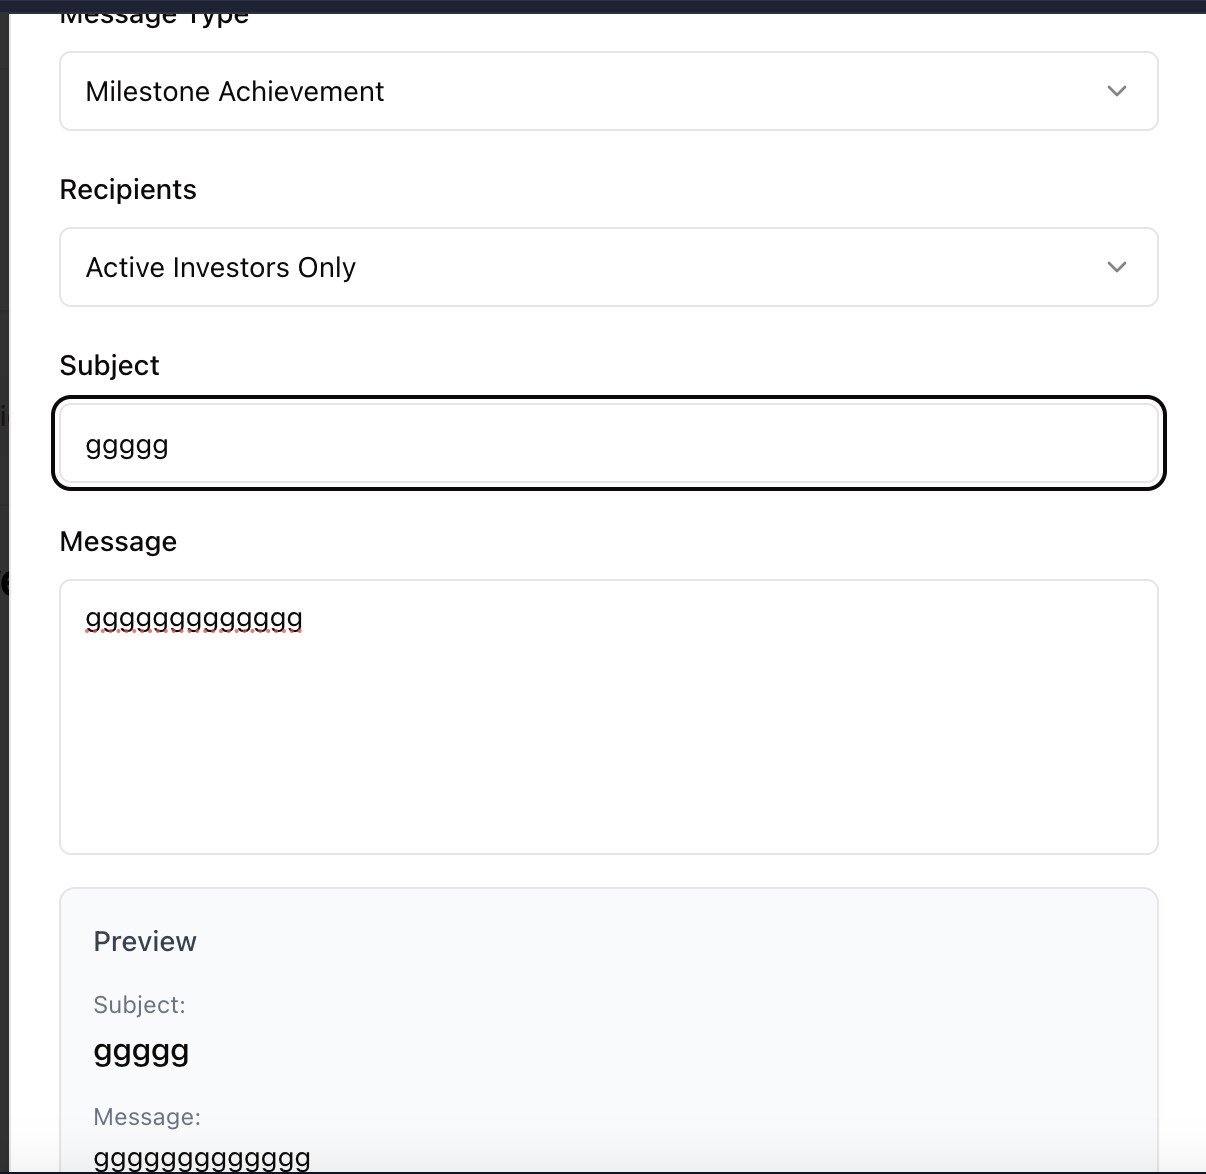 Message Type
Milestone Achievement
Recipients
Active Investors Only
Subject
ggggg
Message
ggggggggggggg
Preview
Subject:
ggggg
Message:
ggggggggggggg